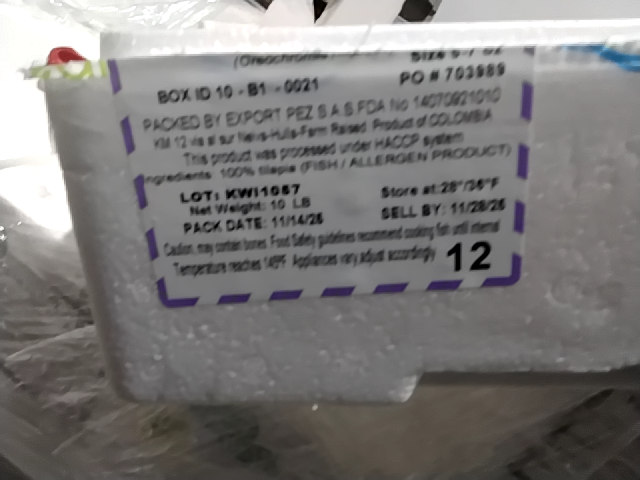 (Oreochromis
Size 5 / 6z
BOX ID 10 - B1 - 0021
PO # 703989
PACKED BY EXPORT PEZ S.A.S FDA No 14070921010
KM 12 via al sur Neiva-Huila-Farm Raised. Product of COLOMBIA
This product was processed under HACCP system
Ingredients: 100% tilapia (FISH / ALLERGEN PRODUCT)
LOT: KWI1087
Store at:28°/36°F
Net Weight: 10 LB
PACK DATE: 11/14/25
SELL BY: 11/28/25
Caution, may contain bones. Food Safety guidelines recommend cooking fish until internal
Temperature reaches 145ºF. Appliances vary, adjust accordingly
12